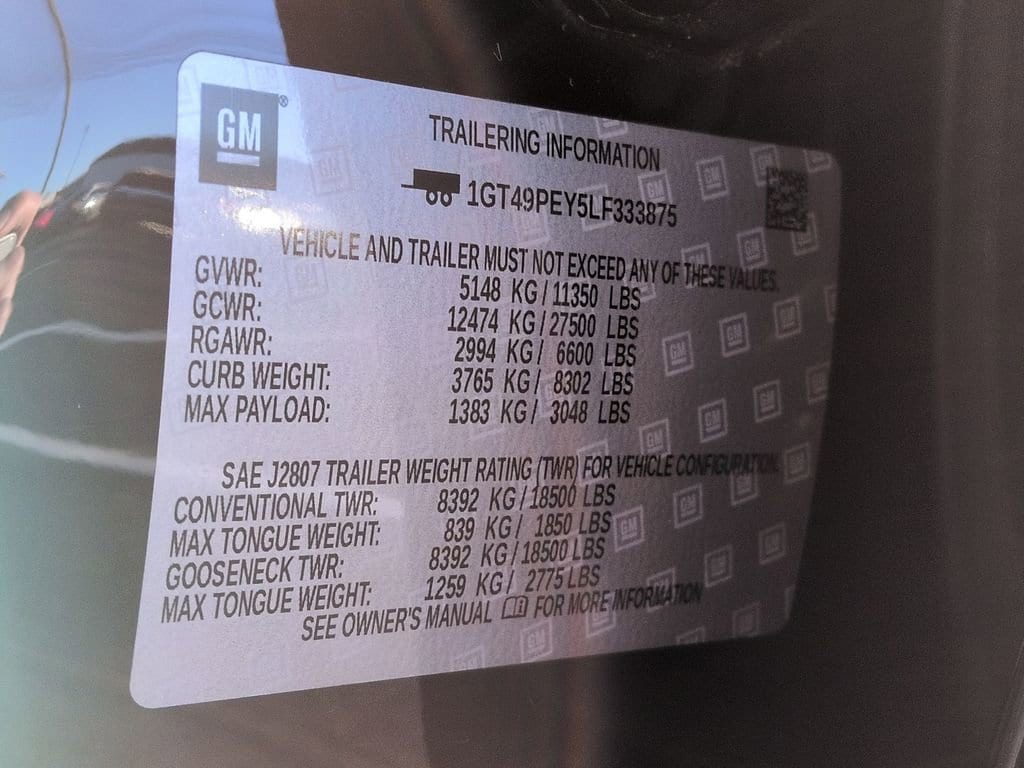 GM ®
TRAILERING INFORMATION
1GT49PEY5LF333875
VEHICLE AND TRAILER MUST NOT EXCEED ANY OF THESE VALUES.
GVWR: 5148 KG / 11350 LBS
GCWR: 12474 KG / 27500 LBS
RGAWR: 2994 KG / 6600 LBS
CURB WEIGHT: 3765 KG / 8302 LBS
MAX PAYLOAD: 1383 KG / 3048 LBS
SAE J2807 TRAILER WEIGHT RATING (TWR) FOR VEHICLE CONFIGURATION.
CONVENTIONAL TWR: 8392 KG / 18500 LBS
MAX TONGUE WEIGHT: 839 KG / 1850 LBS
GOOSENECK TWR: 8392 KG / 18500 LBS
MAX TONGUE WEIGHT: 1259 KG / 2775 LBS
SEE OWNER'S MANUAL FOR MORE INFORMATION